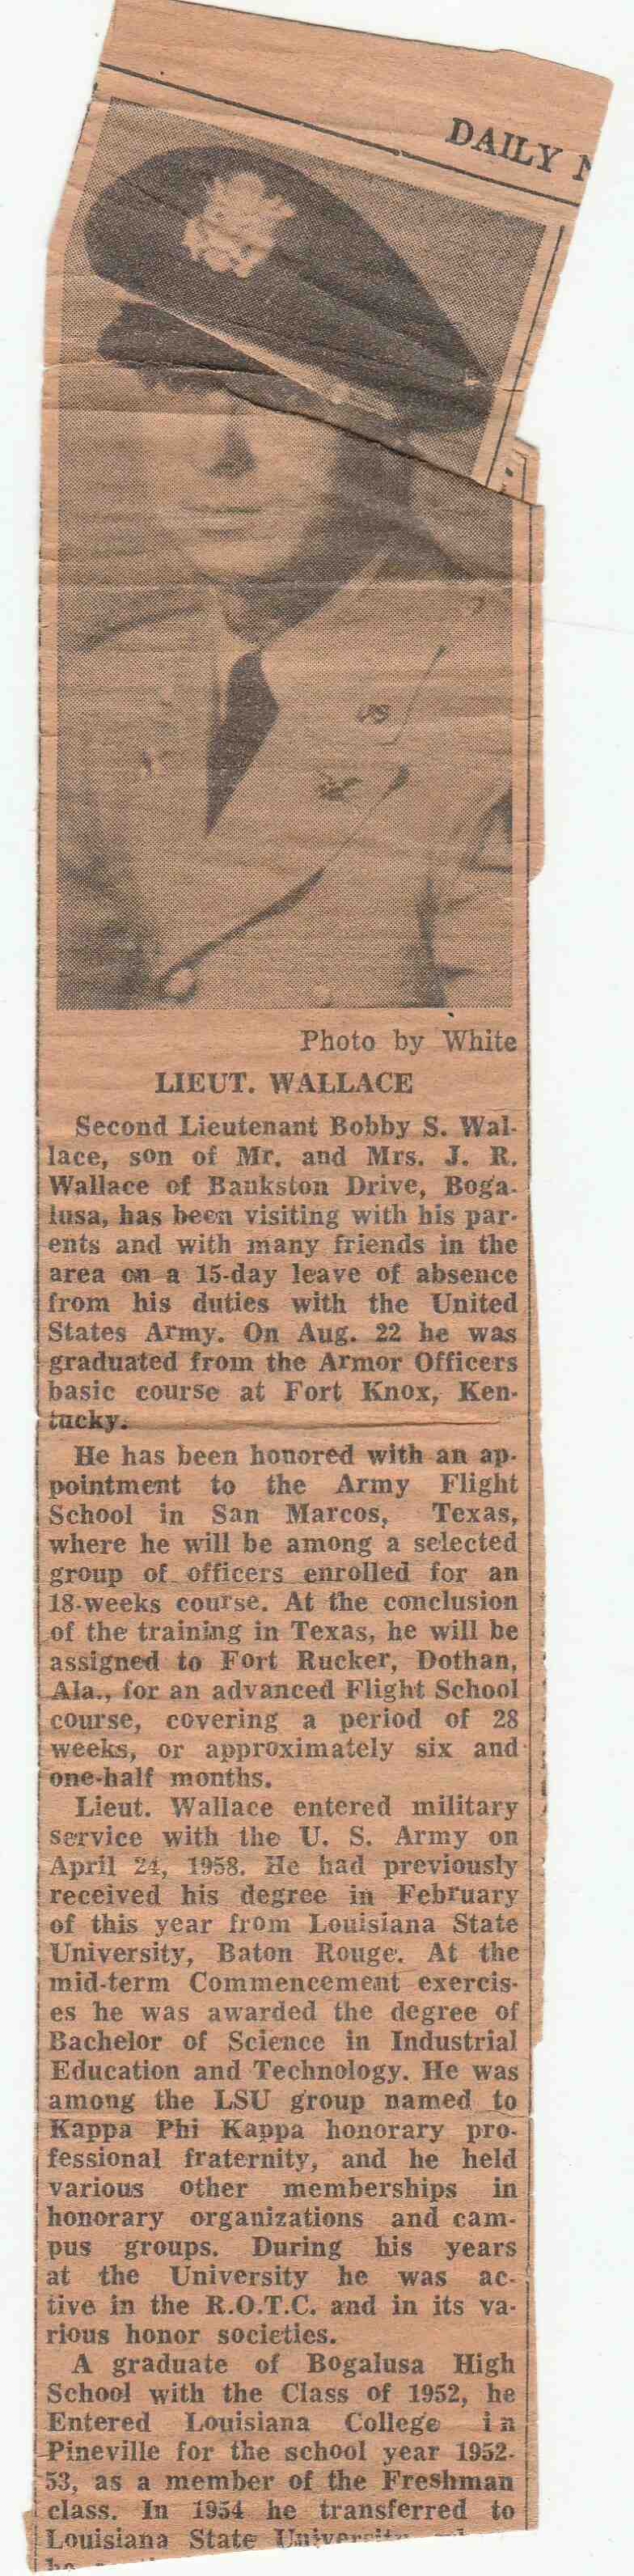 DAILY
US
Photo by White
LIEUT. WALLACE
Second Lieutenant Bobby S. Wal-
lace, son of Mr. and Mrs. J. R.
Wallace of Bankston Drive, Boga-
lusa, has been visiting with his par-
ents and with many friends in the
area on a 15-day leave of absence
from his duties with the United
States Army. On Aug. 22 he was
graduated from the Armor Officers
basic course at Fort Knox, Ken-
tucky.
He has been honored with an ap-
pointment to the Army Flight
School in San Marcos, Texas,
where he will be among a selected
group of officers enrolled for an
18-weeks course. At the conclusion
of the training in Texas, he will be
assigned to Fort Rucker, Dothan,
Ala., for an advanced Flight School
course, covering a period of 28
weeks, or approximately six and
one-half months.
Lieut. Wallace entered military
service with the U. S. Army on
April 24, 1958. He had previously
received his degree in February
of this year from Louisiana State
University, Baton Rouge. At the
mid-term Commencement exercis-
es he was awarded the degree of
Bachelor of Science in Industrial
Education and Technology. He was
among the LSU group named to
Kappa Phi Kappa honorary pro-
fessional fraternity, and he held
various other memberships in
honorary organizations and cam-
pus groups. During his years
at the University he was ac-
tive in the R.O.T.C. and in its va-
rious honor societies.
A graduate of Bogalusa High
School with the Class of 1952, he
Entered Louisiana College in
Pineville for the school year 1952-
53, as a member of the Freshman
class. In 1954 he transferred to
Louisiana State University
he